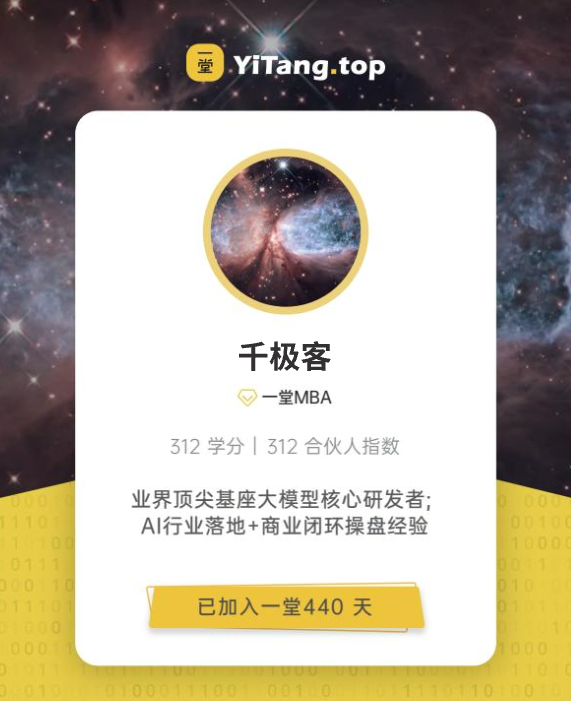 一堂 YiTang.top
千极客
一堂MBA
312 学分 | 312 合伙人指数
业界顶尖基座大模型核心研发者;
AI行业落地+商业闭环操盘经验
已加入一堂440 天